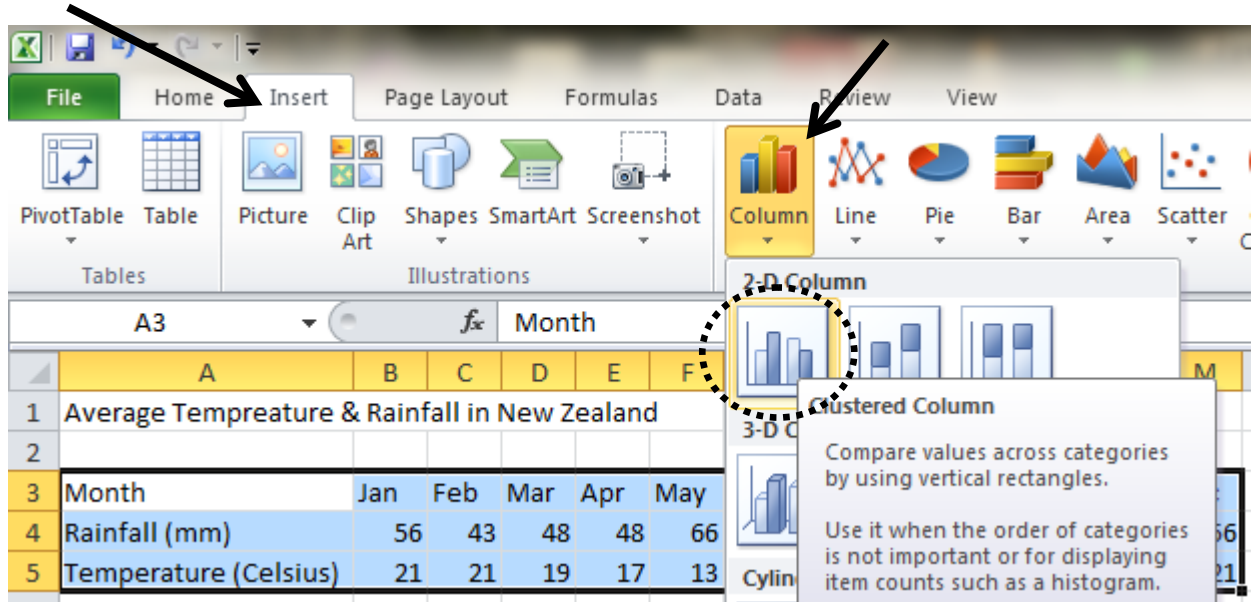 File Home Insert Page Layout Formulas Data Review View
PivotTable Table Picture Clip Art Shapes SmartArt Screenshot Column Line Pie Bar Area Scatter
Tables Illustrations
2-D Column
A3 fx Month
A B C D E F M
1 Average Tempreature & Rainfall in New Zealand
Clustered Column
2
Compare values across categories
by using vertical rectangles.
3 Month Jan Feb Mar Apr May
4 Rainfall (mm) 56 43 48 48 66
Use it when the order of categories
is not important or for displaying
item counts such as a histogram.
5 Temperature (Celsius) 21 21 19 17 13 21